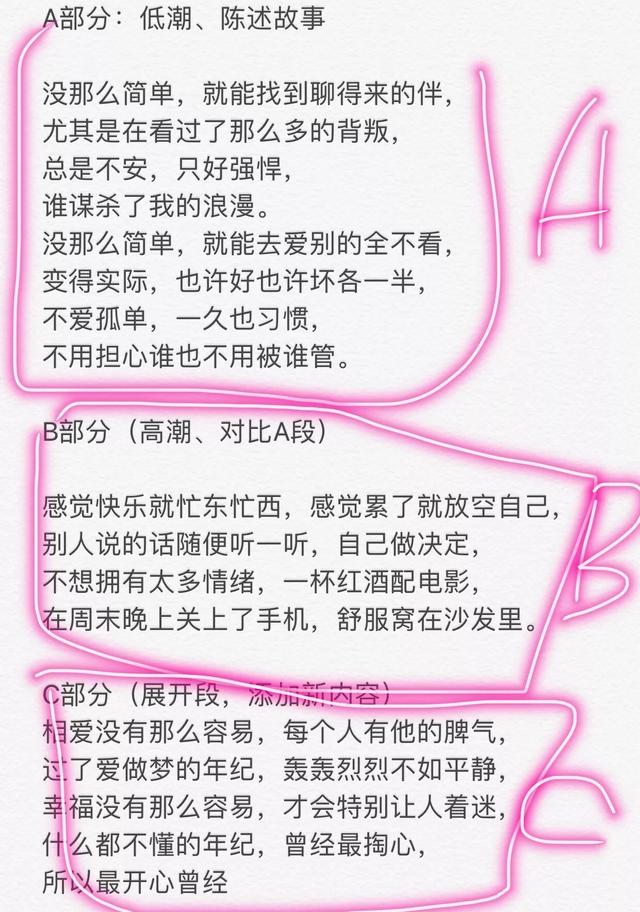 A部分：低潮、陈述故事
没那么简单，就能找到聊得来的伴，
尤其是在看过了那么多的背叛，
总是不安，只好强悍，
谁谋杀了我的浪漫。
没那么简单，就能去爱别的全不看，
变得实际，也许好也许坏各一半，
不爱孤单，一久也习惯，
不用担心谁也不用被谁管。
A
B部分（高潮、对比A段）
感觉快乐就忙东忙西，感觉累了就放空自己，
别人说的话随便听一听，自己做决定，
不想拥有太多情绪，一杯红酒配电影，
在周末晚上关上了手机，舒服窝在沙发里。
B
C部分（展开段，添加新内容）
相爱没有那么容易，每个人有他的脾气，
过了爱做梦的年纪，轰轰烈烈不如平静，
幸福没有那么容易，才会特别让人着迷，
什么都不懂的年纪，曾经最掏心，
所以最开心曾经
C